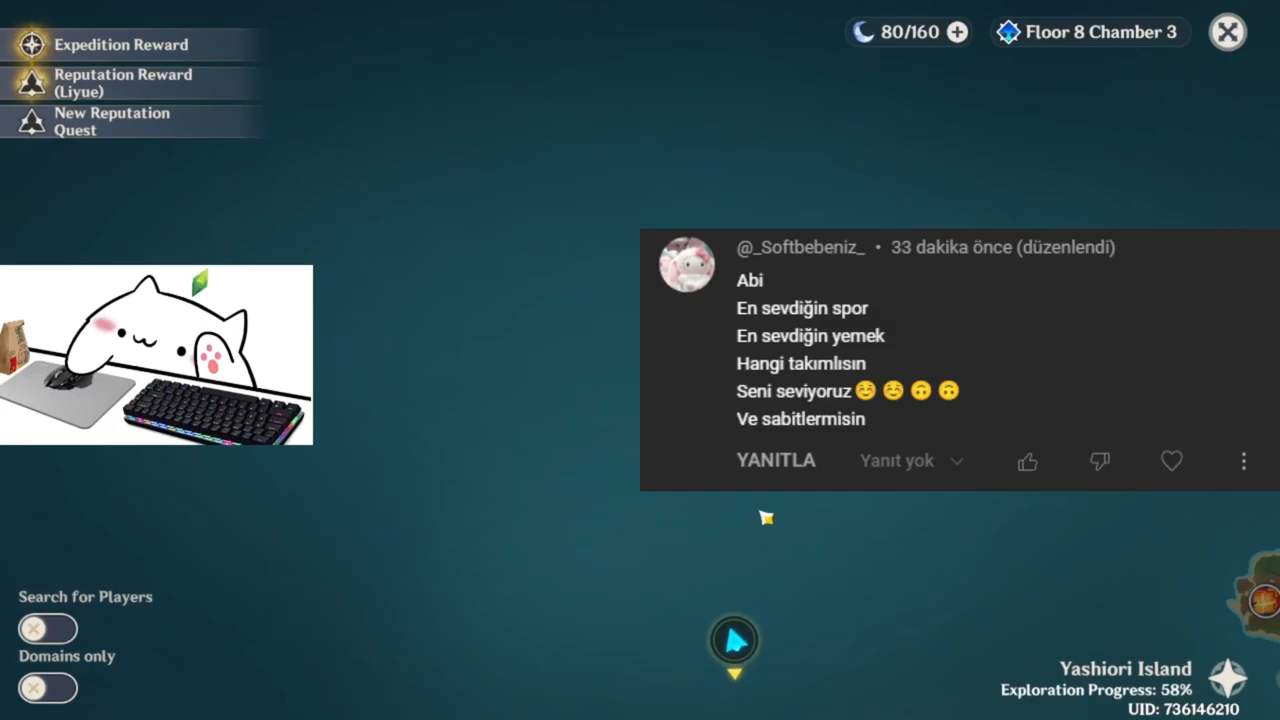 Expedition Reward
Reputation Reward
(Liyue)
New Reputation
Quest
80/160
Floor 8 Chamber 3
@_Softbebeniz_ • 33 dakika önce (düzenlendi)
Abi
En sevdiğin spor
En sevdiğin yemek
Hangi takımlısın
Seni seviyoruz☺️ ☺️ 🙃 🙃
Ve sabitlermisin
YANITLA Yanıt yok
Search for Players
Domains only
Yashiori Island
Exploration Progress: 58%
UID: 736146210